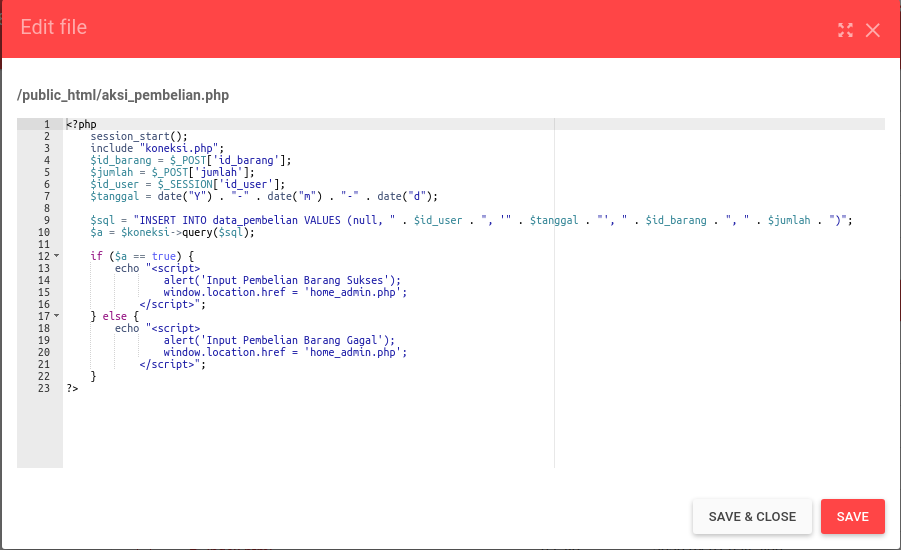 Edit file
/public_html/aksi_pembelian.php
1 <?php
2 session_start();
3 include "koneksi.php";
4 $id_barang = $_POST['id_barang'];
5 $jumlah = $_POST['jumlah'];
6 $id_user = $_SESSION['id_user'];
7 $tanggal = date("Y") . "-" . date("m") . "-" . date("d");
8
9 $sql = "INSERT INTO data_pembelian VALUES (null, " . $id_user . ", '" . $tanggal . "', " . $id_barang . ", " . $jumlah . ")";
10 $a = $koneksi->query($sql);
11
12 if ($a == true) {
13 echo "<script>
14 alert('Input Pembelian Barang Sukses');
15 window.location.href = 'home_admin.php';
16 </script>";
17 } else {
18 echo "<script>
19 alert('Input Pembelian Barang Gagal');
20 window.location.href = 'home_admin.php';
21 </script>";
22 }
23 ?>
SAVE & CLOSE SAVE